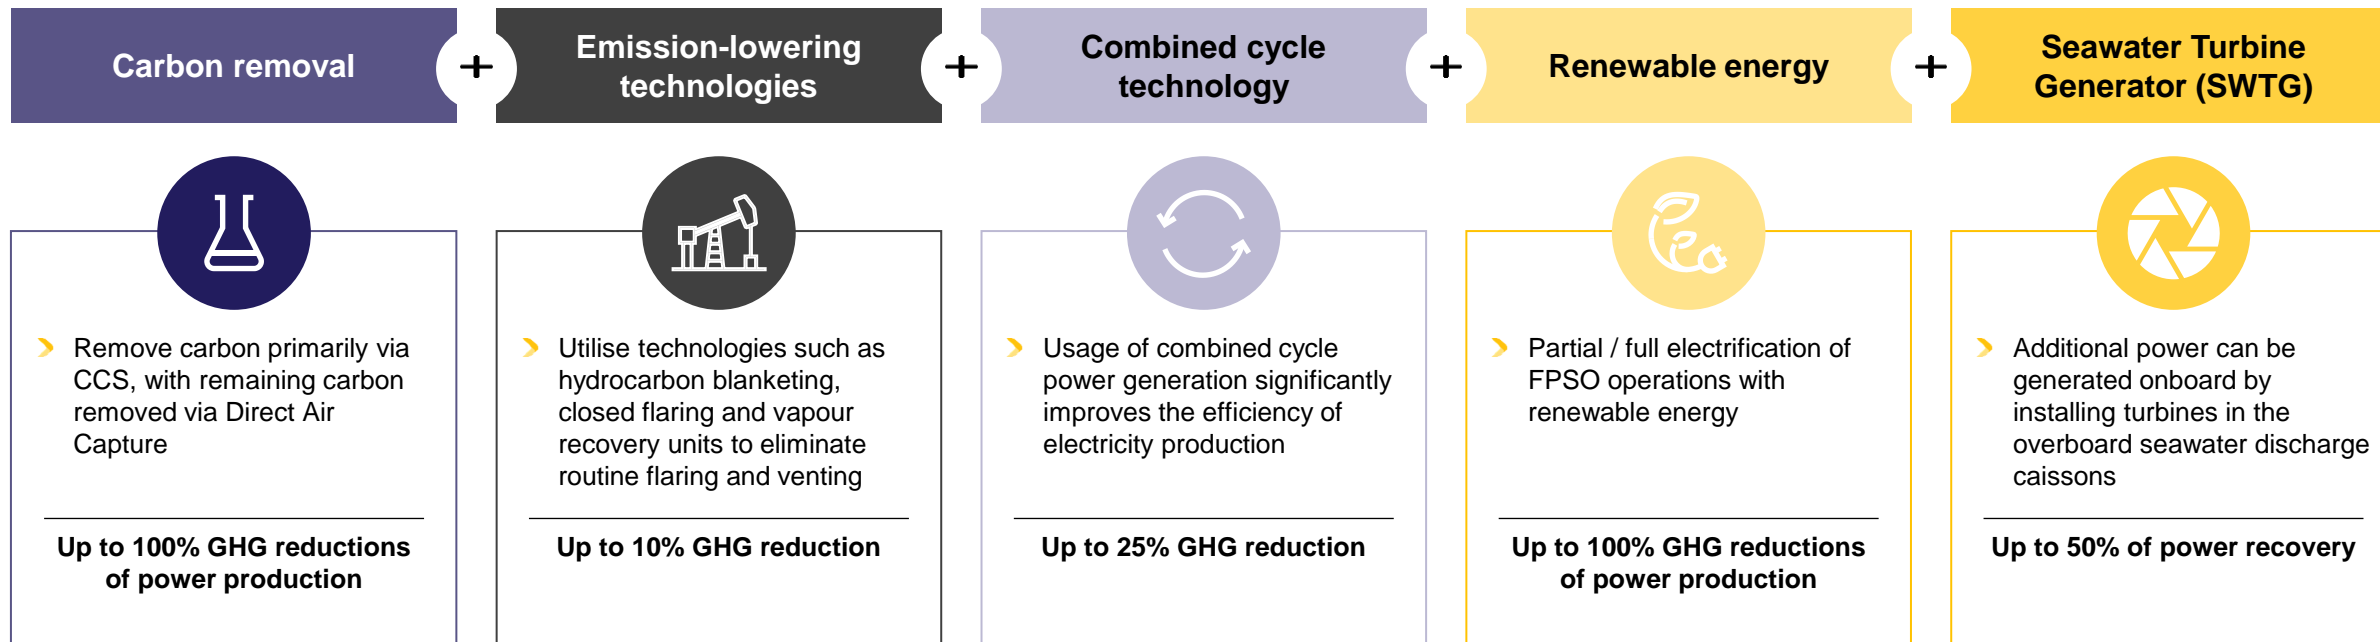 Carbon removal
+
Emission-lowering
technologies
+
Combined cycle
technology
+
Renewable energy
+
Seawater Turbine
Generator (SWTG)
Remove carbon primarily via
CCS, with remaining carbon
removed via Direct Air
Capture
Up to 100% GHG reductions
of power production
Utilise technologies such as
hydrocarbon blanketing,
closed flaring and vapour
recovery units to eliminate
routine flaring and venting
Up to 10% GHG reduction
Usage of combined cycle
power generation significantly
improves the efficiency of
electricity production
Up to 25% GHG reduction
Partial / full electrification of
FPSO operations with
renewable energy
Up to 100% GHG reductions
of power production
Additional power can be
generated onboard by
installing turbines in the
overboard seawater discharge
caissons
Up to 50% of power recovery